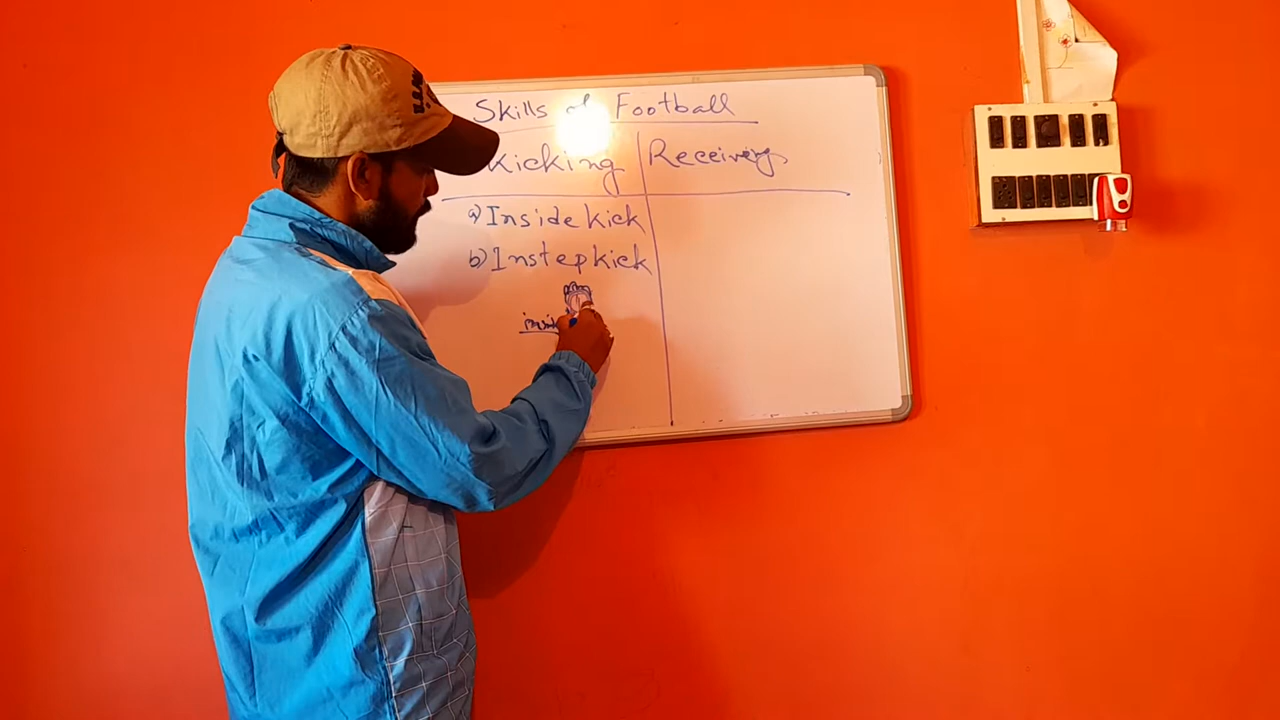 Skills of Football
Kicking
Receiving
a) Inside kick
b) Instep kick